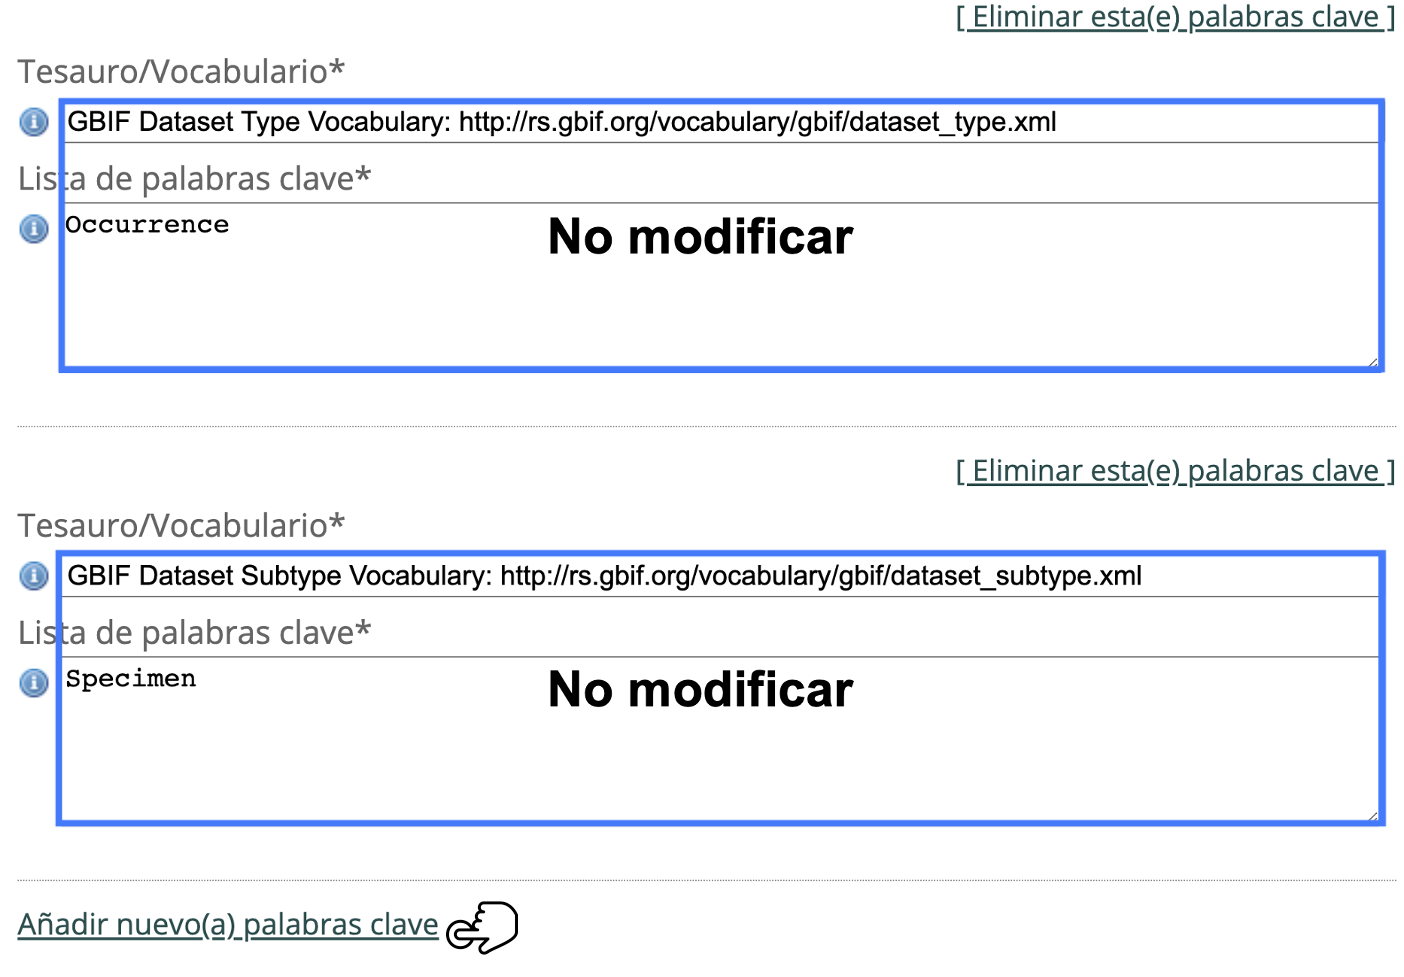 [ Eliminar esta(e) palabras clave ]
Tesauro/Vocabulario*
GBIF Dataset Type Vocabulary: http://rs.gbif.org/vocabulary/gbif/dataset_type.xml
Lista de palabras clave*
Occurrence
No modificar
[ Eliminar esta(e) palabras clave ]
Tesauro/Vocabulario*
GBIF Dataset Subtype Vocabulary: http://rs.gbif.org/vocabulary/gbif/dataset_subtype.xml
Lista de palabras clave*
Specimen
No modificar
Añadir nuevo(a) palabras clave